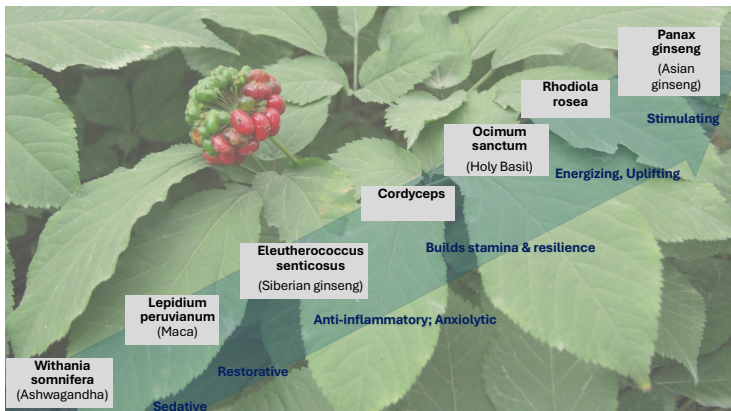 Panax
ginseng
(Asian
ginseng)
Rhodiola
rosea
Stimulating
Ocimum
sanctum
(Holy Basil)
Energizing, Uplifting
Cordyceps
Builds stamina & resilience
Eleutherococcus
senticosus
(Siberian ginseng)
Lepidium
peruvianum
(Maca)
Anti-inflammatory; Anxiolytic
Withania
somnifera
(Ashwagandha)
Restorative
Sedative